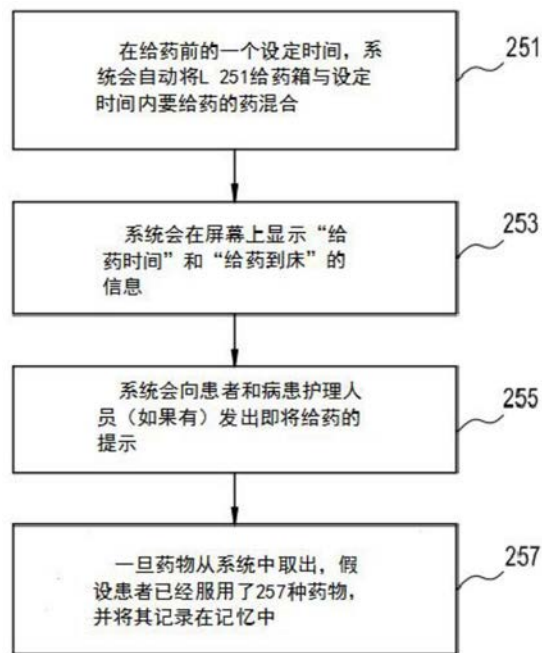 在给药前的一个设定时间，系
统会自动将L 251给药箱与设定
时间内要给药的药混合
251
系统会在屏幕上显示“给
药时间”和“给药到床”的
信息
253
系统会向患者和病患护理人
员（如果有）发出即将给药的
提示
255
一旦药物从系统中取出，假
设患者已经服用了257种药物，
并将其记录在记忆中
257